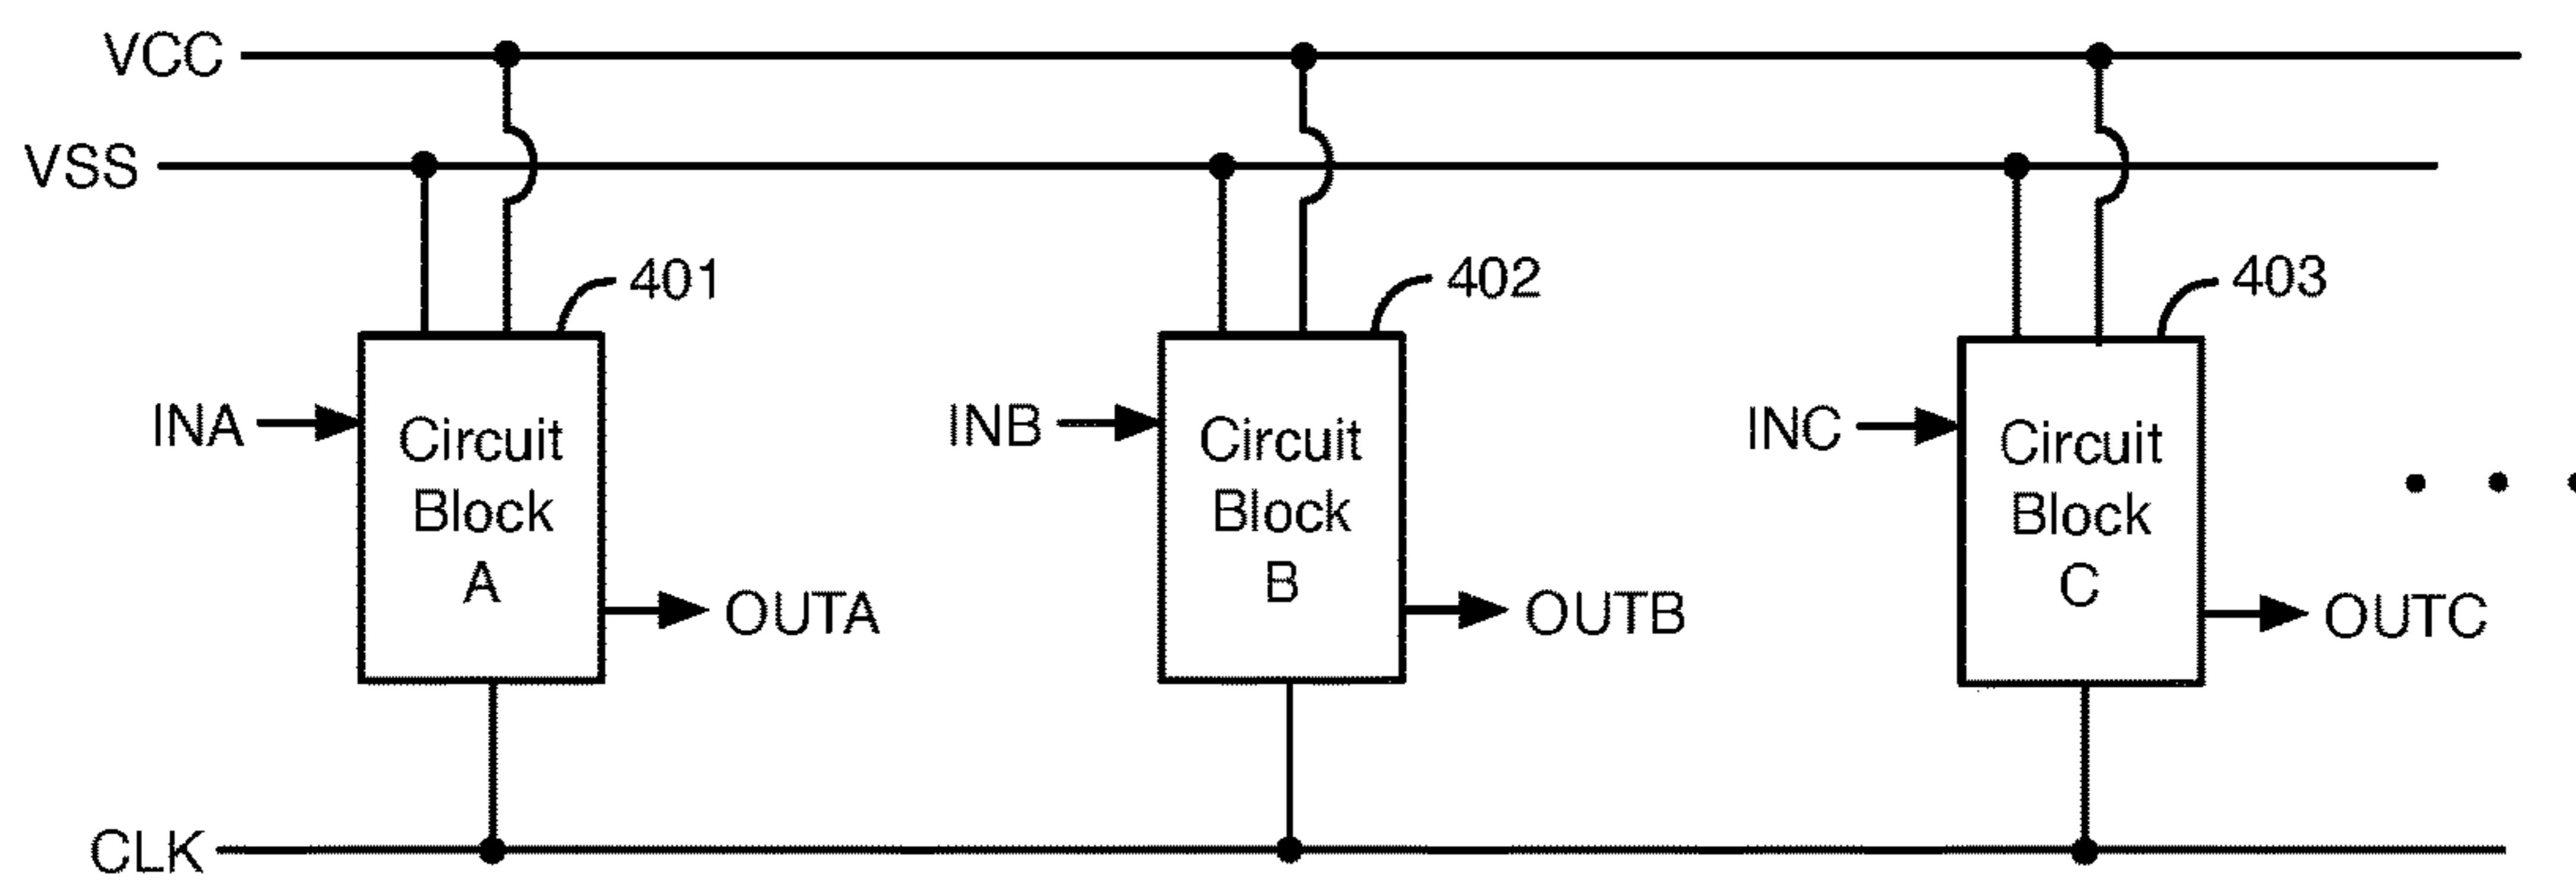 VCC
VSS
401
402
403
INA
Circuit
Block
A
OUTA
INB
Circuit
Block
B
OUTB
INC
Circuit
Block
C
OUTC
CLK